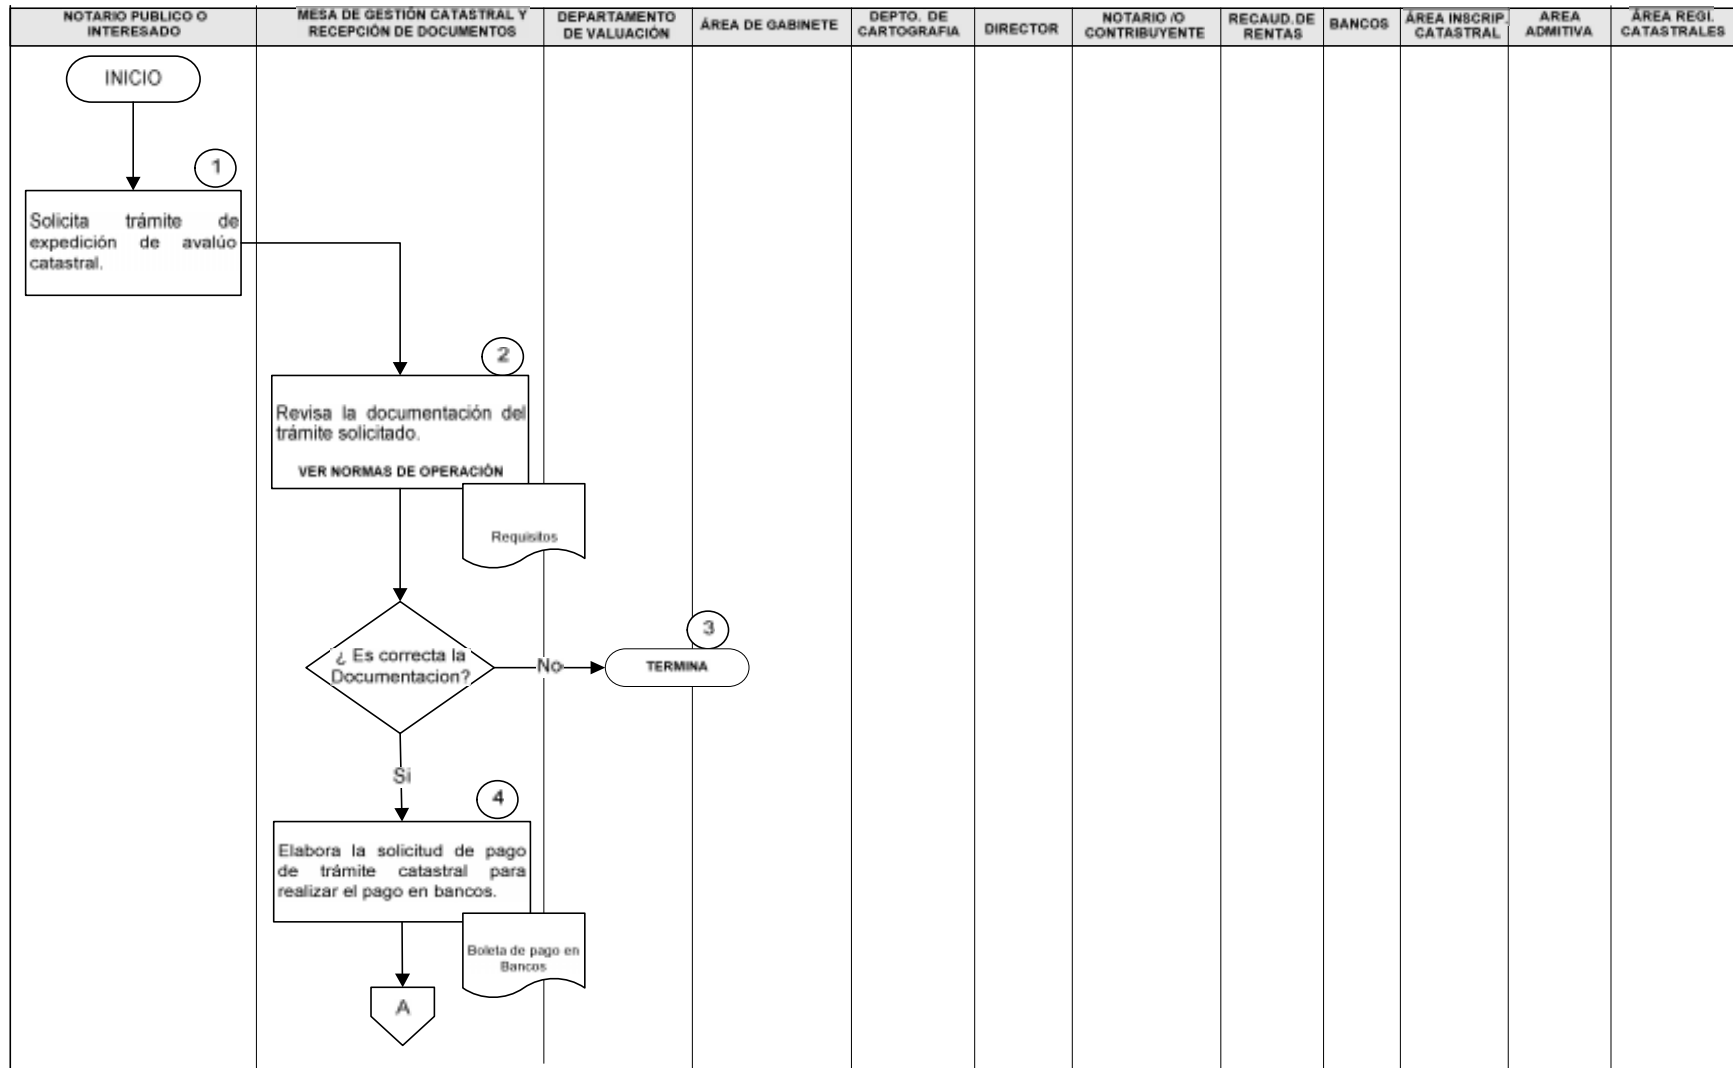 NOTARIO PUBLICO O
INTERESADO
MESA DE GESTIÓN CATASTRAL Y
RECEPCIÓN DE DOCUMENTOS
DEPARTAMENTO
DE VALUACIÓN
ÁREA DE GABINETE
DEPTO. DE
CARTOGRAFIA
DIRECTOR
NOTARIO /O
CONTRIBUYENTE
RECAUD.DE
RENTAS
BANCOS
ÁREA INSCRIP.
CATASTRAL
AREA
ADMITIVA
ÁREA REGI.
CATASTRALES
INICIO
1
Solicita trámite de
expedición de avalúo
catastral.
2
Revisa la documentación del
trámite solicitado.
VER NORMAS DE OPERACIÓN
Requisitos
¿ Es correcta la
Documentacion?
No
3
TERMINA
Si
4
Elabora la solicitud de pago
de trámite catastral para
realizar el pago en bancos.
Boleta de pago en
Bancos
A